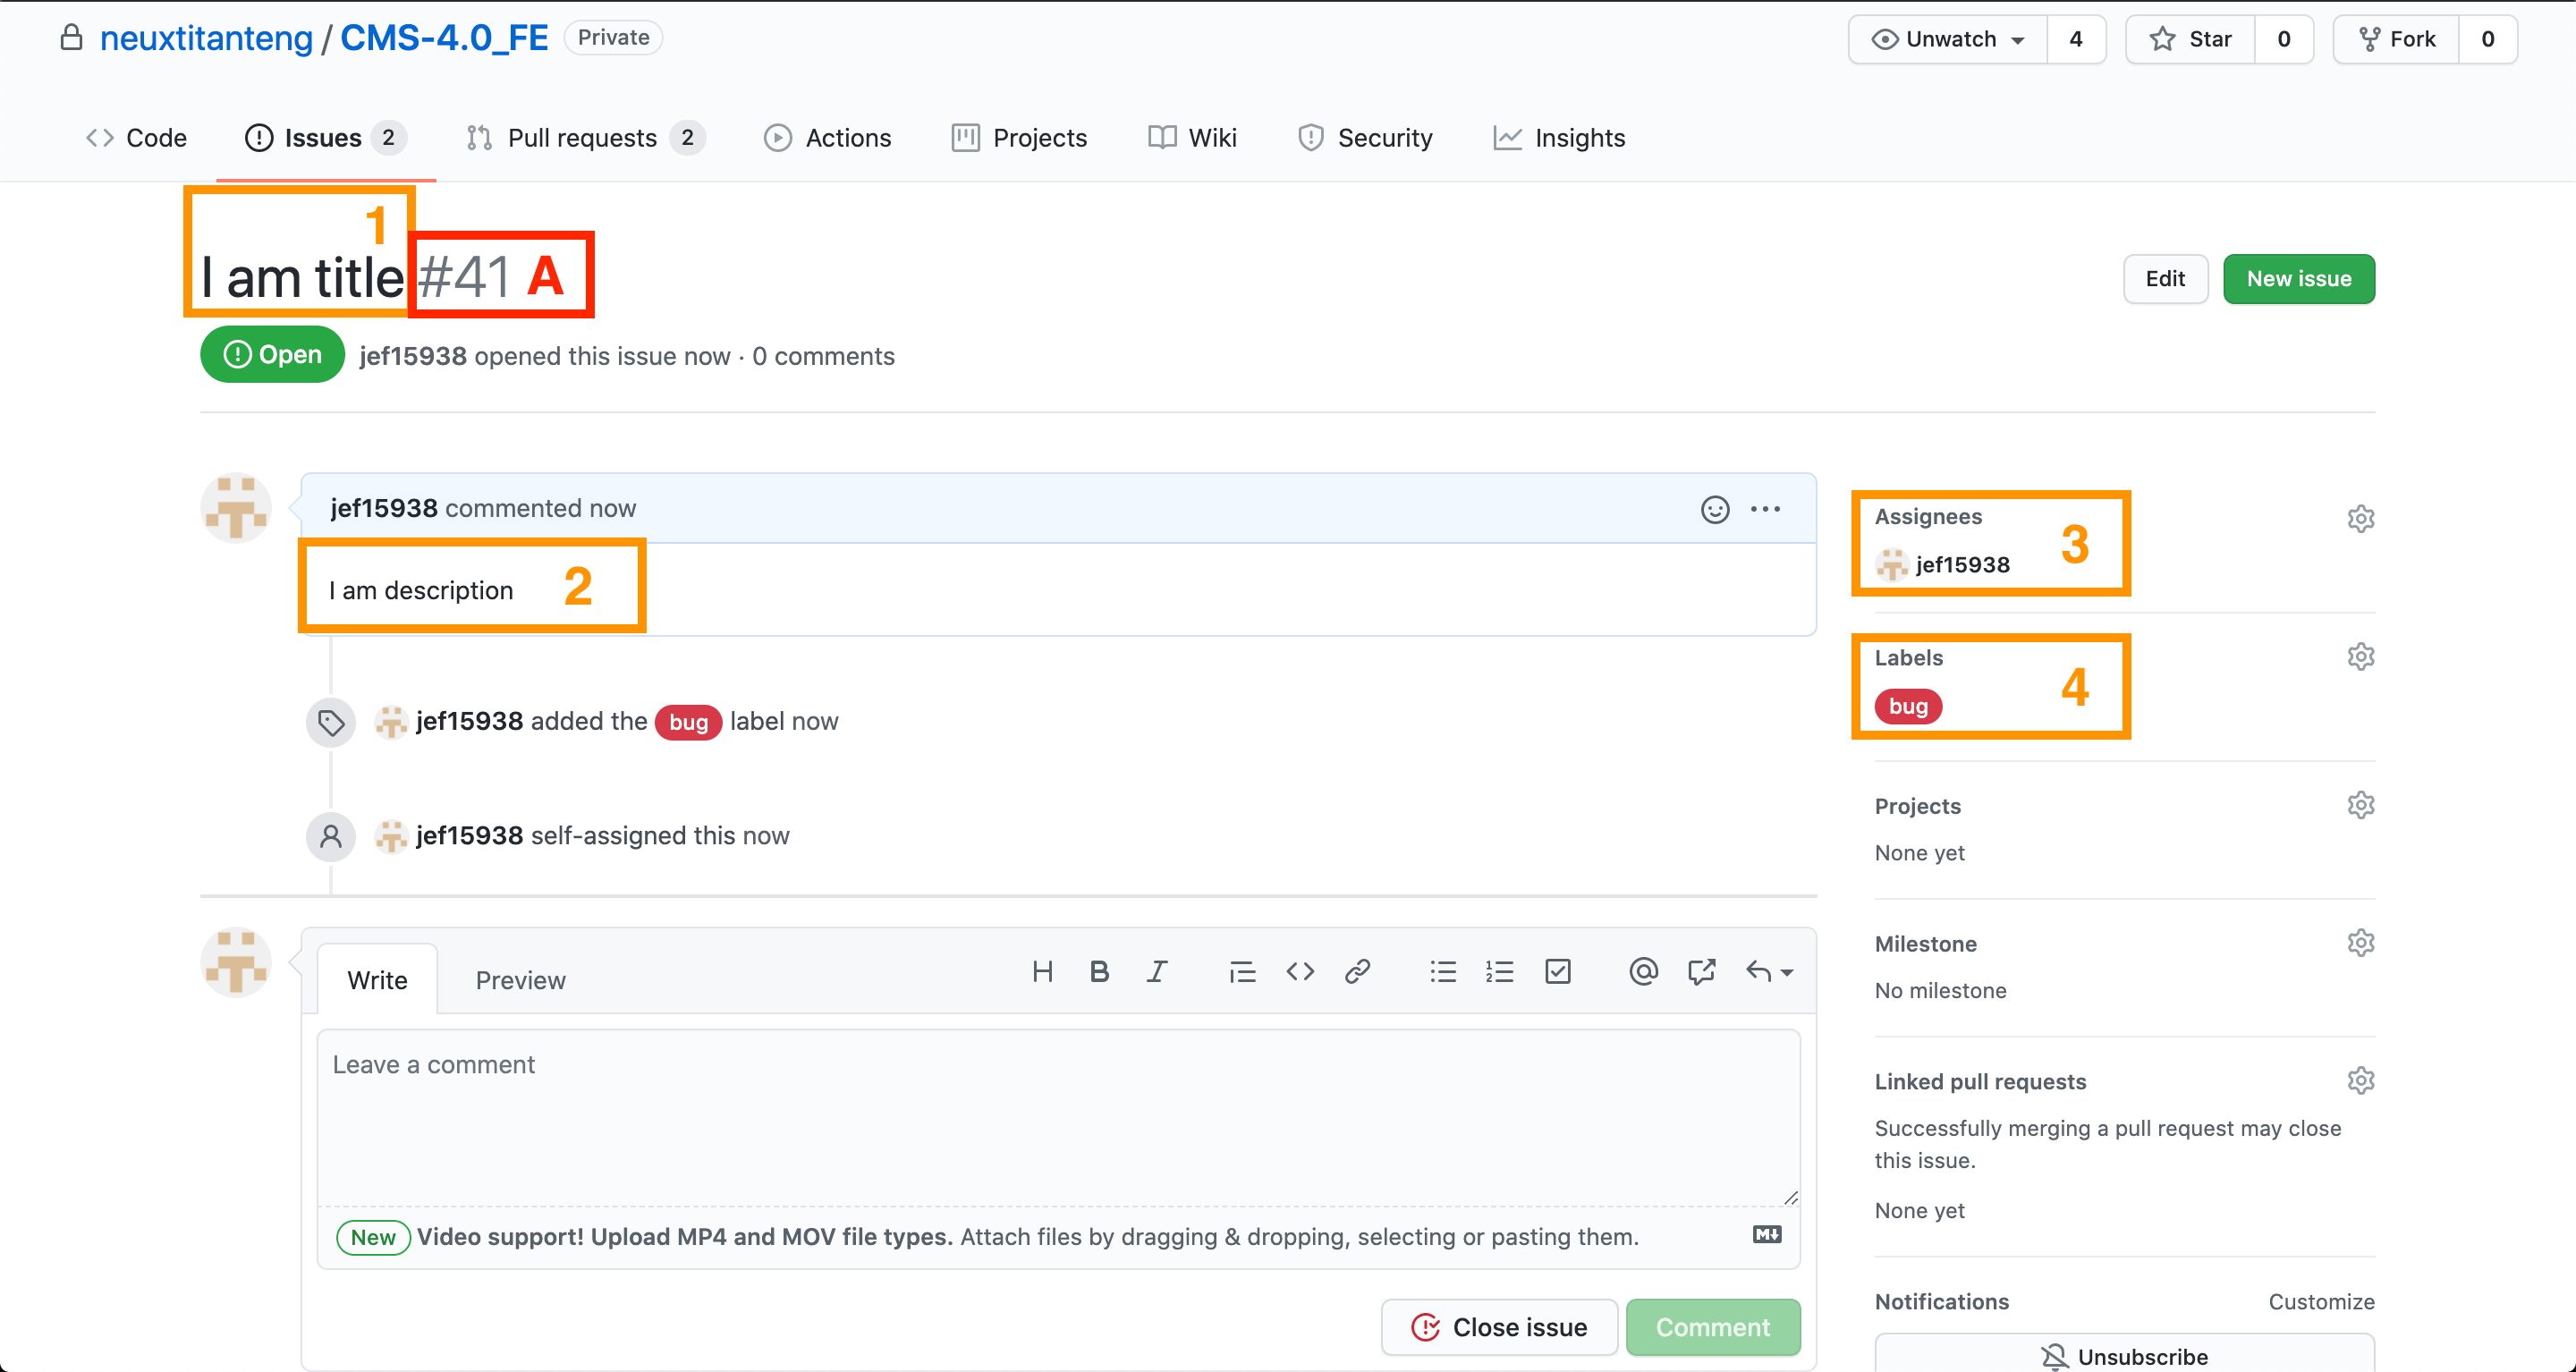 neuxtitanteng / CMS-4.0_FE Private Unwatch 4 Star 0 Fork 0
Code Issues 2 Pull requests 2 Actions Projects Wiki Security Insights
1
I am title #41 A
Edit New issue
Open jef15938 opened this issue now · 0 comments
jef15938 commented now
I am description 2
jef15938 added the bug label now
jef15938 self-assigned this now
Write Preview
Leave a comment
New Video support! Upload MP4 and MOV file types. Attach files by dragging & dropping, selecting or pasting them.
Close issue Comment
Assignees
3
jef15938
Labels
4
bug
Projects
None yet
Milestone
No milestone
Linked pull requests
Successfully merging a pull request may close
this issue.
None yet
Notifications Customize
Unsubscribe